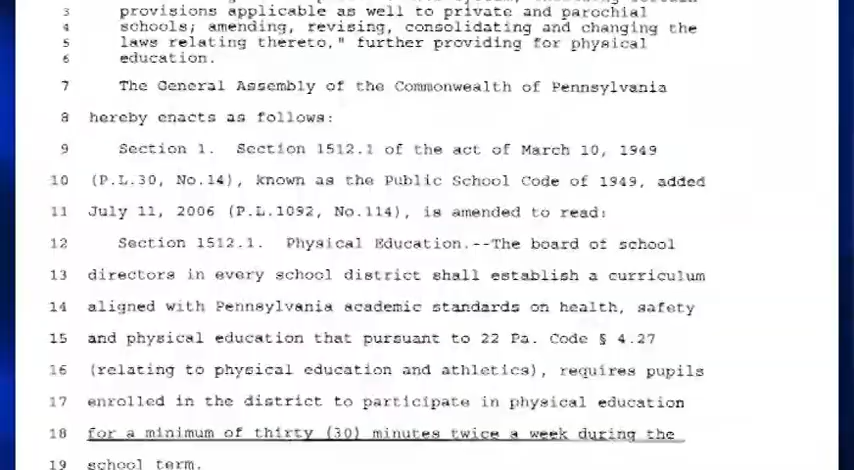 3 provisions applicable as well to private and parochial
4 schools; amending, revising, consolidating and changing the
5 laws relating thereto," further providing for physical
6 education.
7 The General Assembly of the Commonwealth of Pennsylvania
8 hereby enacts as follows:
9 Section 1. Section 1512.1 of the act of March 10, 1949
10 (P.L.30, No.14), known as the Public School Code of 1949, added
11 July 11, 2006 (P.L.1092, No.114), is amended to read:
12 Section 1512.1. Physical Education.--The board of school
13 directors in every school district shall establish a curriculum
14 aligned with Pennsylvania academic standards on health, safety
15 and physical education that pursuant to 22 Pa. Code § 4.27
16 (relating to physical education and athletics), requires pupils
17 enrolled in the district to participate in physical education
18 for a minimum of thirty (30) minutes twice a week during the
19 school term.